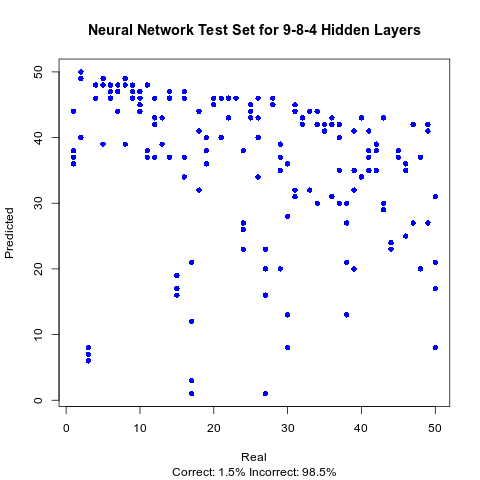 Neural Network Test Set for 9-8-4 Hidden Layers
Predicted
50
40
30
20
10
0
0 10 20 30 40 50
Real
Correct: 1.5% Incorrect: 98.5%